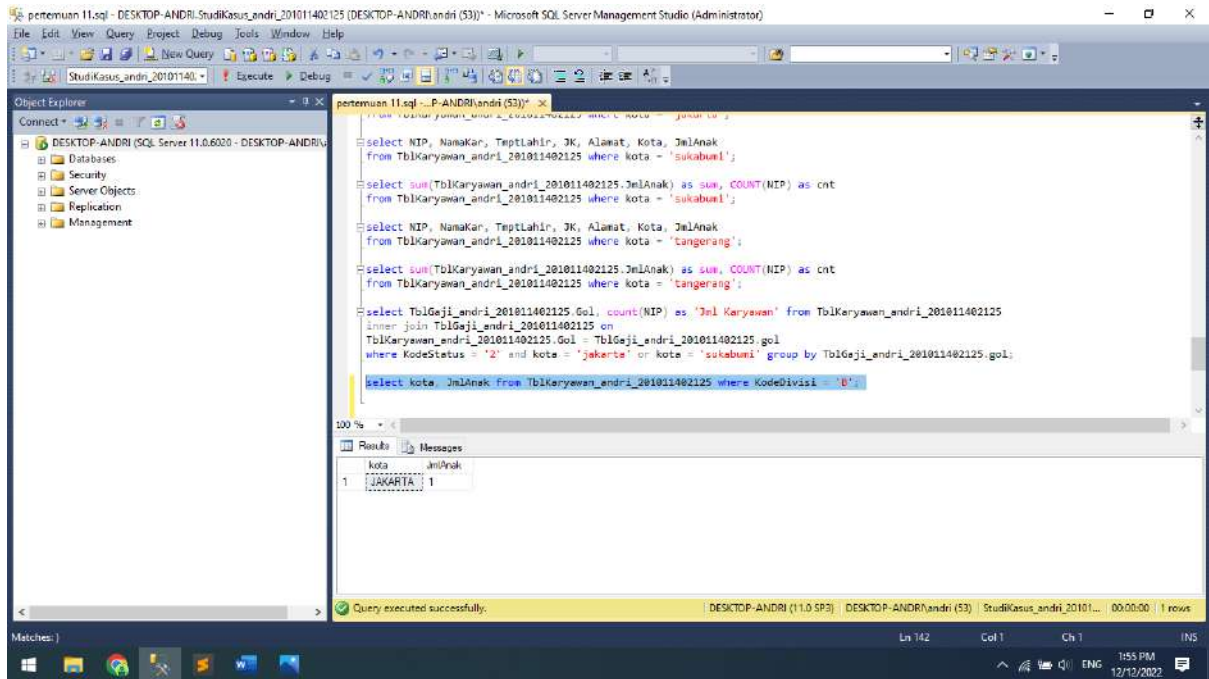 pertemuan 11.sql - DESKTOP-ANDRI.StudiKasus_andri_201011402125 (DESKTOP-ANDRI\andri (53))* - Microsoft SQL Server Management Studio (Administrator)
File Edit View Query Project Debug Tools Window Help
New Query
StudiKasus_andri_20101140. Execute Debug
Object Explorer
pertemuan 11.sql -...P-ANDRI\andri (53))*
Connect
DESKTOP-ANDRI (SQL Server 11.0.6020 - DESKTOP-ANDRI\
Databases
Security
Server Objects
Replication
Management
from TblKaryawan_andri_201011402125 where kota = 'jakarta';
select NIP, NamaKar, TmptLahir, JK, Alamat, Kota, JmlAnak
from TblKaryawan_andri_201011402125 where kota = 'sukabumi';
select sum(TblKaryawan_andri_201011402125.JmlAnak) as sum, COUNT(NIP) as cnt
from TblKaryawan_andri_201011402125 where kota = 'sukabumi';
select NIP, NamaKar, TmptLahir, JK, Alamat, Kota, JmlAnak
from TblKaryawan_andri_201011402125 where kota = 'tangerang';
select sum(TblKaryawan_andri_201011402125.JmlAnak) as sum, COUNT(NIP) as cnt
from TblKaryawan_andri_201011402125 where kota = 'tangerang';
select TblGaji_andri_201011402125.Gol, count(NIP) as 'Jml Karyawan' from TblKaryawan_andri_201011402125
inner join TblGaji_andri_201011402125 on
TblKaryawan_andri_201011402125.Gol = TblGaji_andri_201011402125.gol
where KodeStatus = '2' and kota = 'jakarta' or kota = 'sukabumi' group by TblGaji_andri_201011402125.gol;
select kota, JmlAnak from TblKaryawan_andri_201011402125 where KodeDivisi = 'B';
100 %
Results Messages
kota JmlAnak
1 JAKARTA 1
Query executed successfully. DESKTOP-ANDRI (11.0 SP3) DESKTOP-ANDRI\andri (53) StudiKasus_andri_20101... 00:00:00 1 rows
Matches: } Ln 142 Col 1 Ch 1 INS
ENG 1:55 PM
12/12/2022